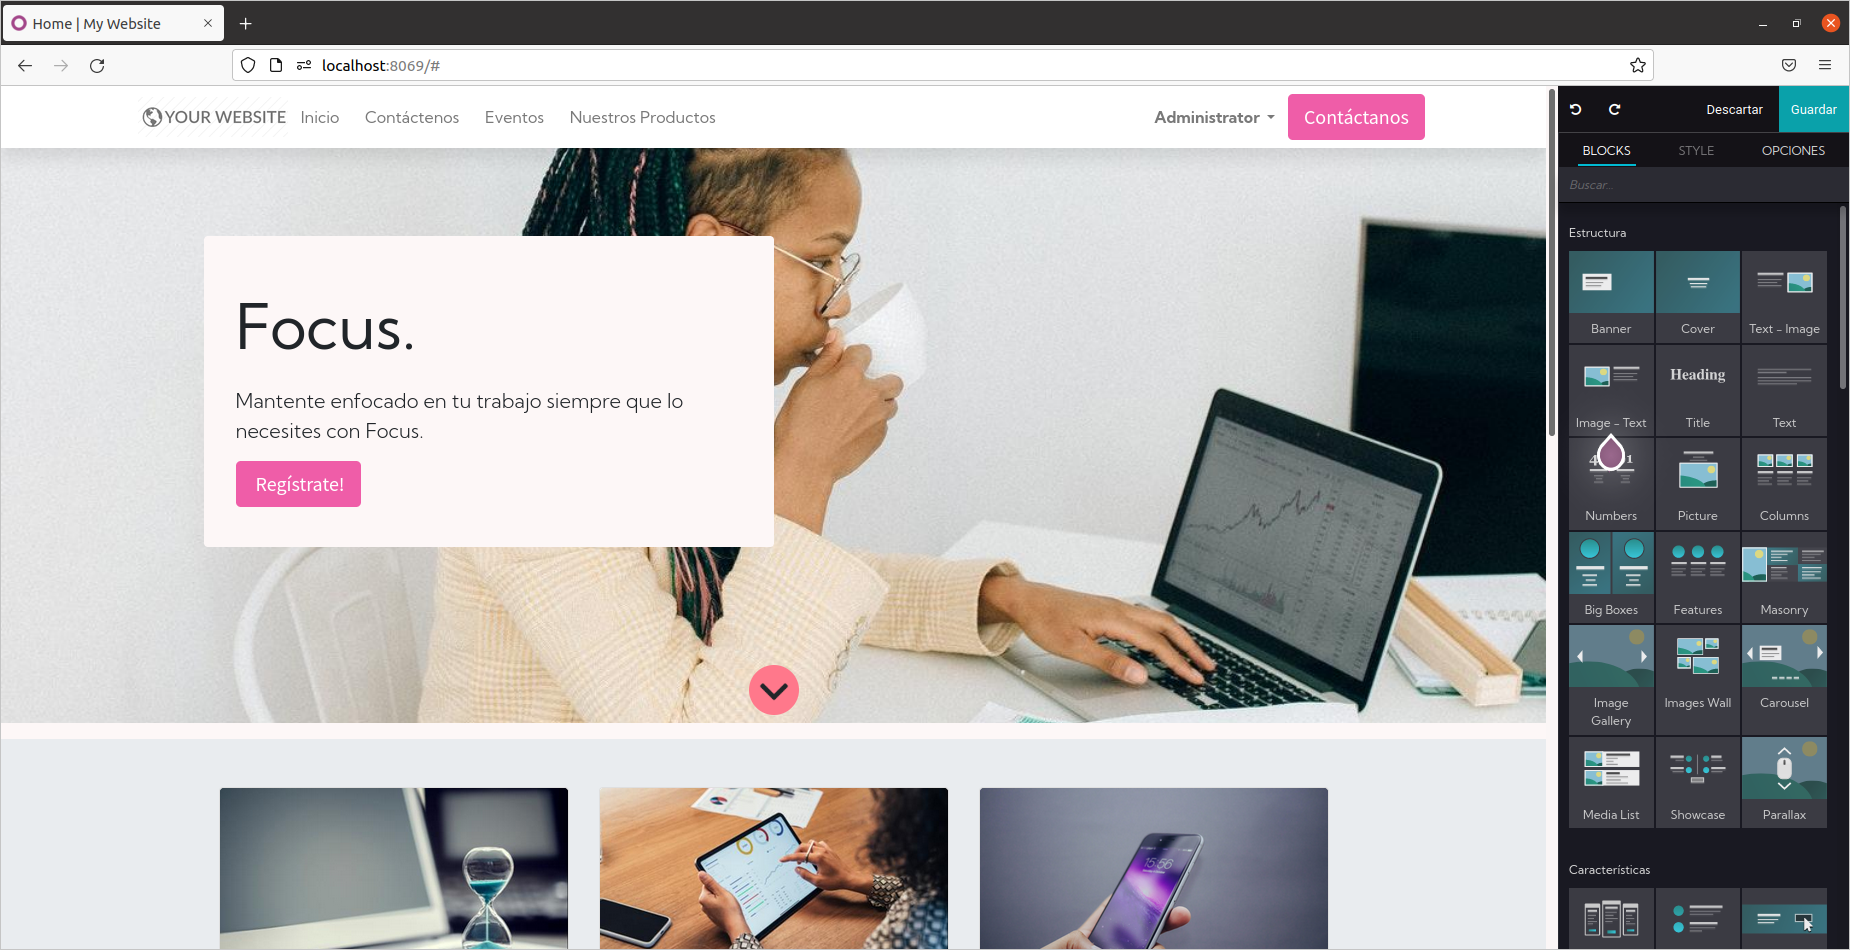 Home | My Website
localhost:8069/#
YOUR WEBSITE
Inicio
Contáctenos
Eventos
Nuestros Productos
Administrator
Contáctanos
Descartar
Guardar
BLOCKS
STYLE
OPCIONES
Buscar...
Focus.
Mantente enfocado en tu trabajo siempre que lo
necesites con Focus.
Regístrate!
15:56
Estructura
Banner
Cover
Text - Image
Heading
Image - Text
Title
Text
Numbers
Picture
Columns
Big Boxes
Features
Masonry
Image
Gallery
Images Wall
Carousel
Media List
Showcase
Parallax
Características